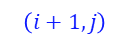 (i + 1, j)